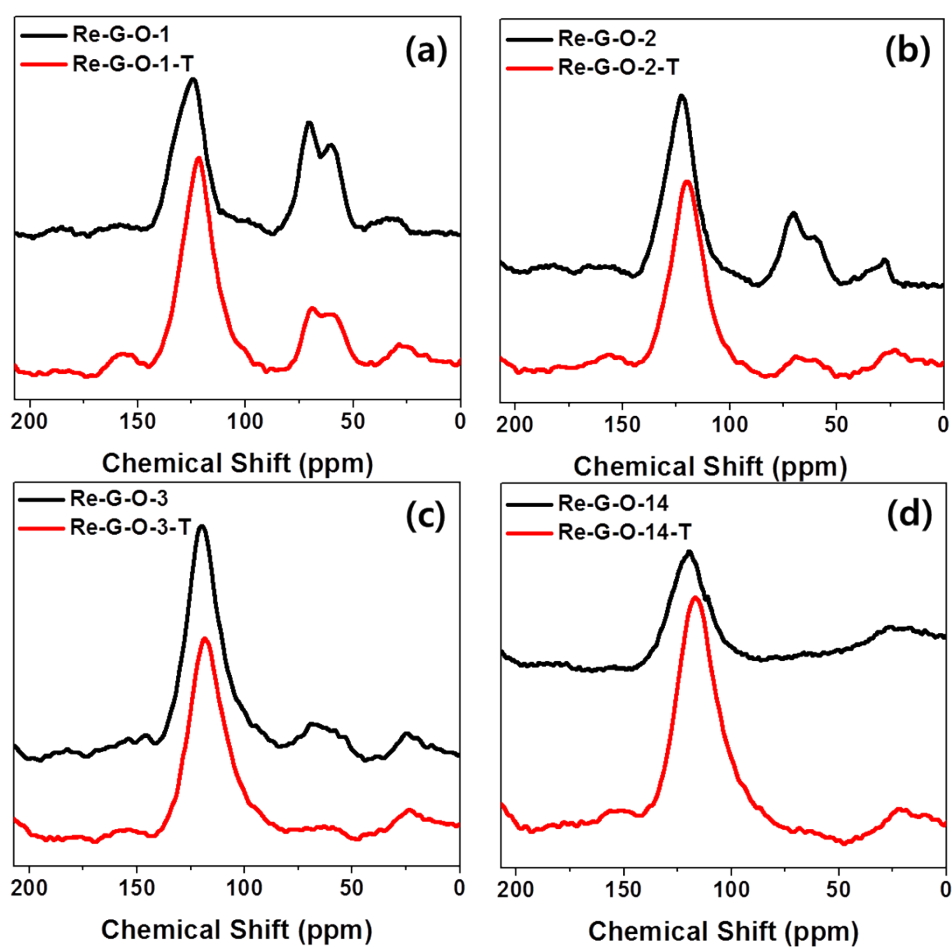 Re-G-O-1
Re-G-O-1-T
(a)
200 150 100 50 0
Chemical Shift (ppm)
Re-G-O-2
Re-G-O-2-T
(b)
200 150 100 50 0
Chemical Shift (ppm)
Re-G-O-3
Re-G-O-3-T
(c)
200 150 100 50 0
Chemical Shift (ppm)
Re-G-O-14
Re-G-O-14-T
(d)
200 150 100 50 0
Chemical Shift (ppm)